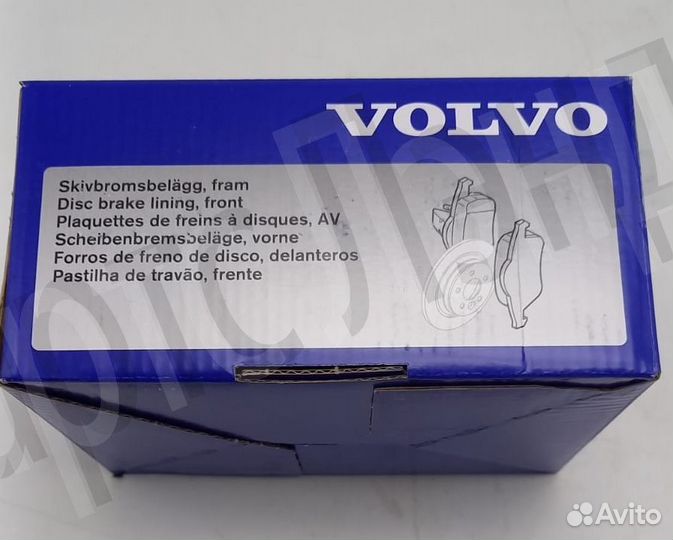 VOLVO
Skivbromsbelägg, fram
Disc brake lining, front
Plaquettes de freins à disques, AV
Scheibenbremsbeläge, vorne
Forros de freno de disco, delanteros
Pastilha de travão, frente
Avito